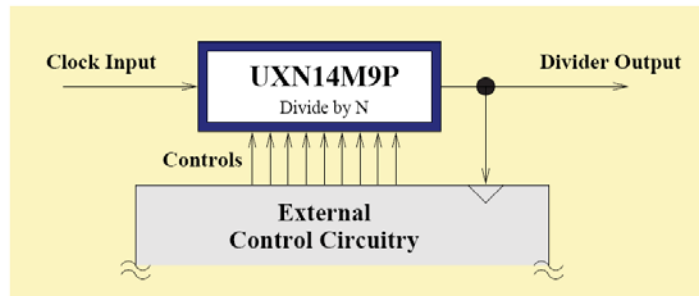 Clock Input
UXN14M9P
Divide by N
Divider Output
Controls
External
Control Circuitry